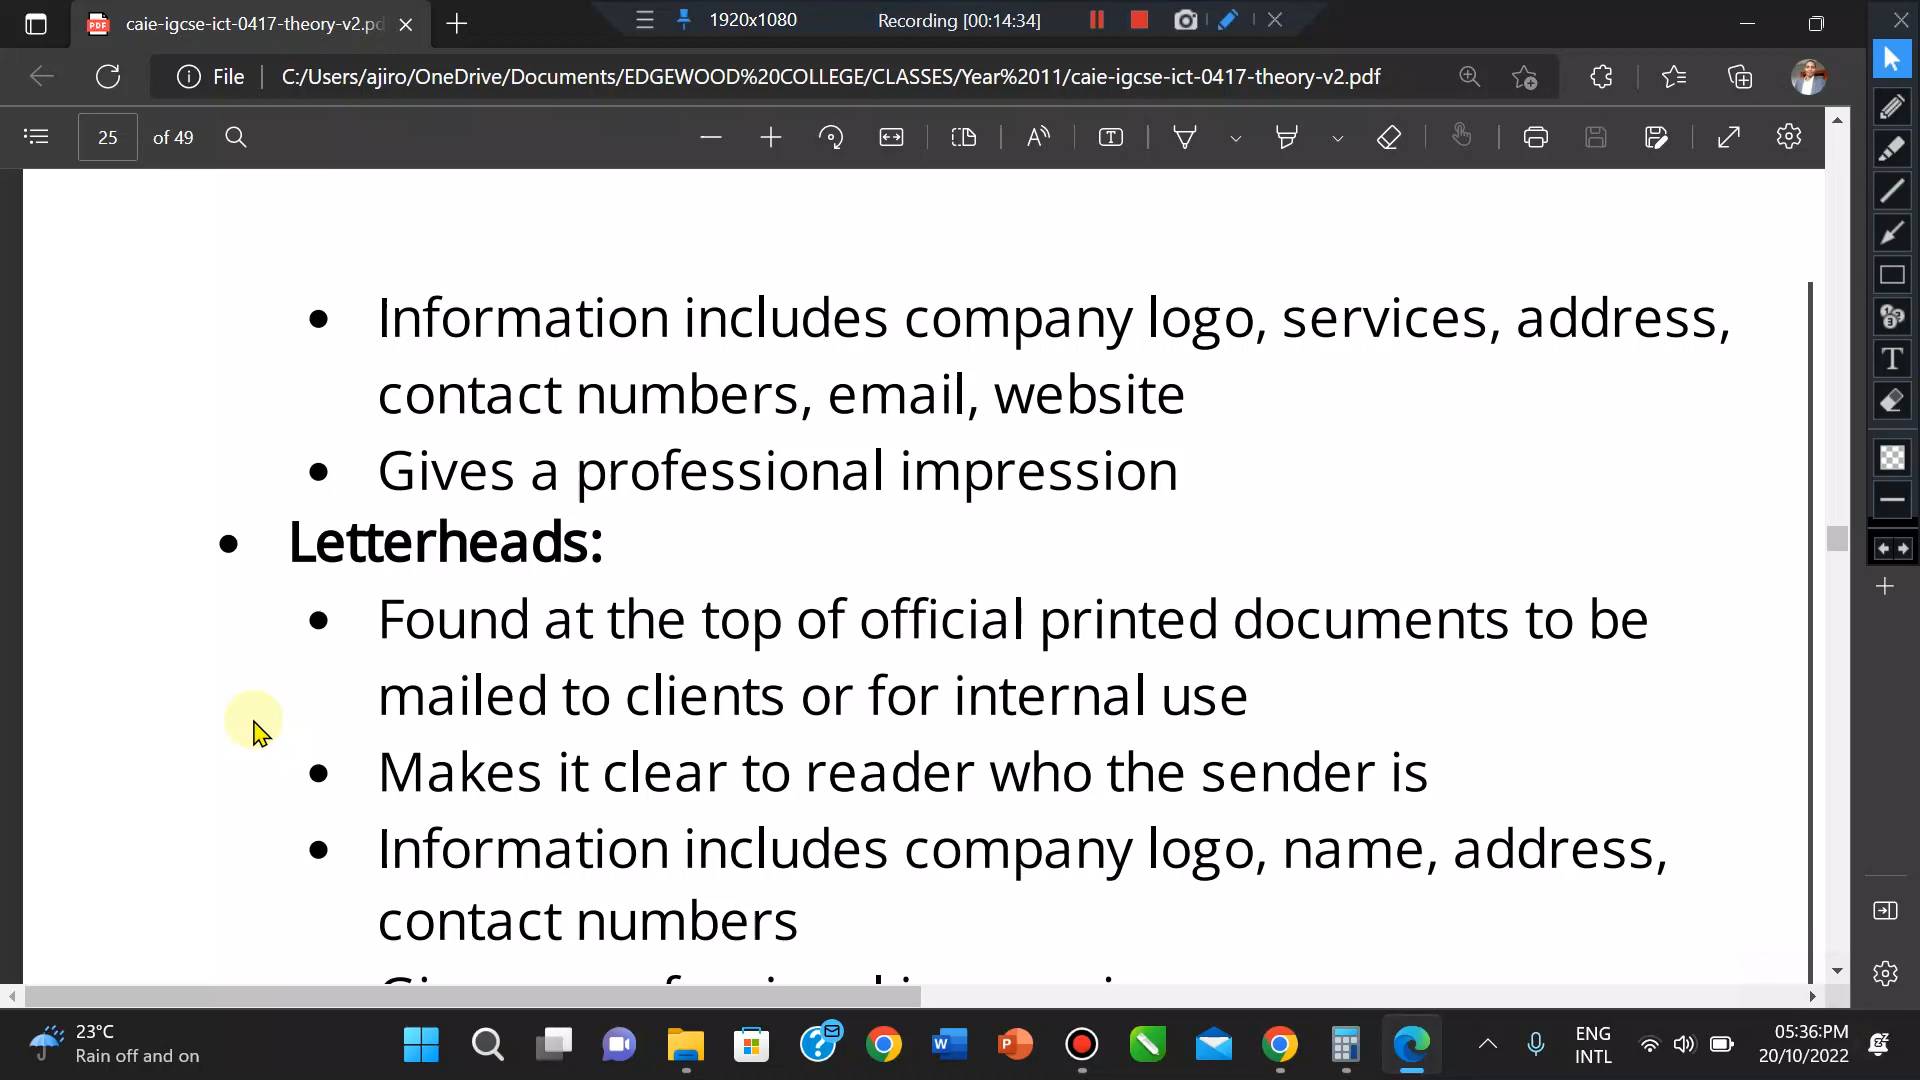 caie-igcse-ict-0417-theory-v2.pd
1920x1080
Recording [00:14:34]
File
C:/Users/ajiro/OneDrive/Documents/EDGEWOOD%20COLLEGE/CLASSES/Year%2011/caie-igcse-ict-0417-theory-v2.pdf
25
of 49
• Information includes company logo, services, address,
contact numbers, email, website
• Gives a professional impression
• Letterheads:
• Found at the top of official printed documents to be
mailed to clients or for internal use
• Makes it clear to reader who the sender is
• Information includes company logo, name, address,
contact numbers
23°C
Rain off and on
ENG
INTL
05:36:PM
20/10/2022